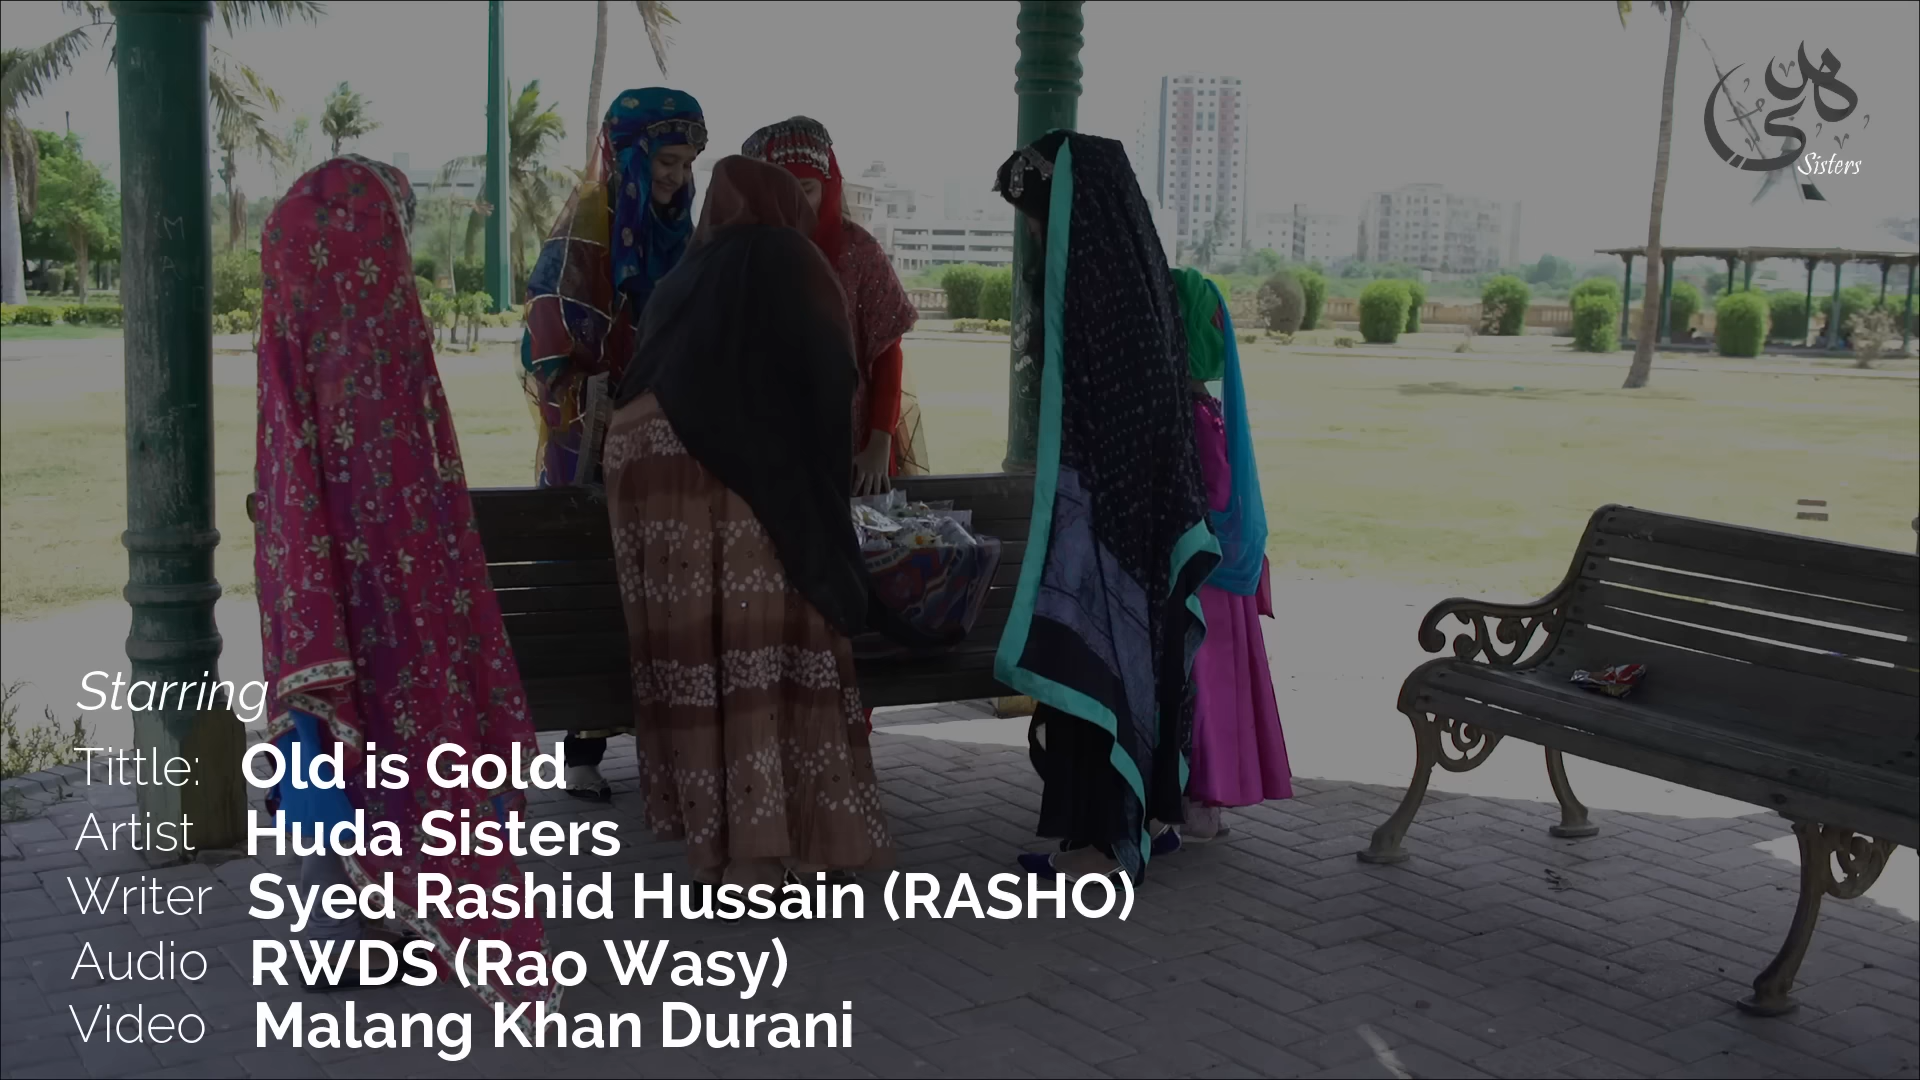 هدى
Sisters
Starring
Tittle: Old is Gold
Artist Huda Sisters
Writer Syed Rashid Hussain (RASHO)
Audio RWDS (Rao Wasy)
Video Malang Khan Durani